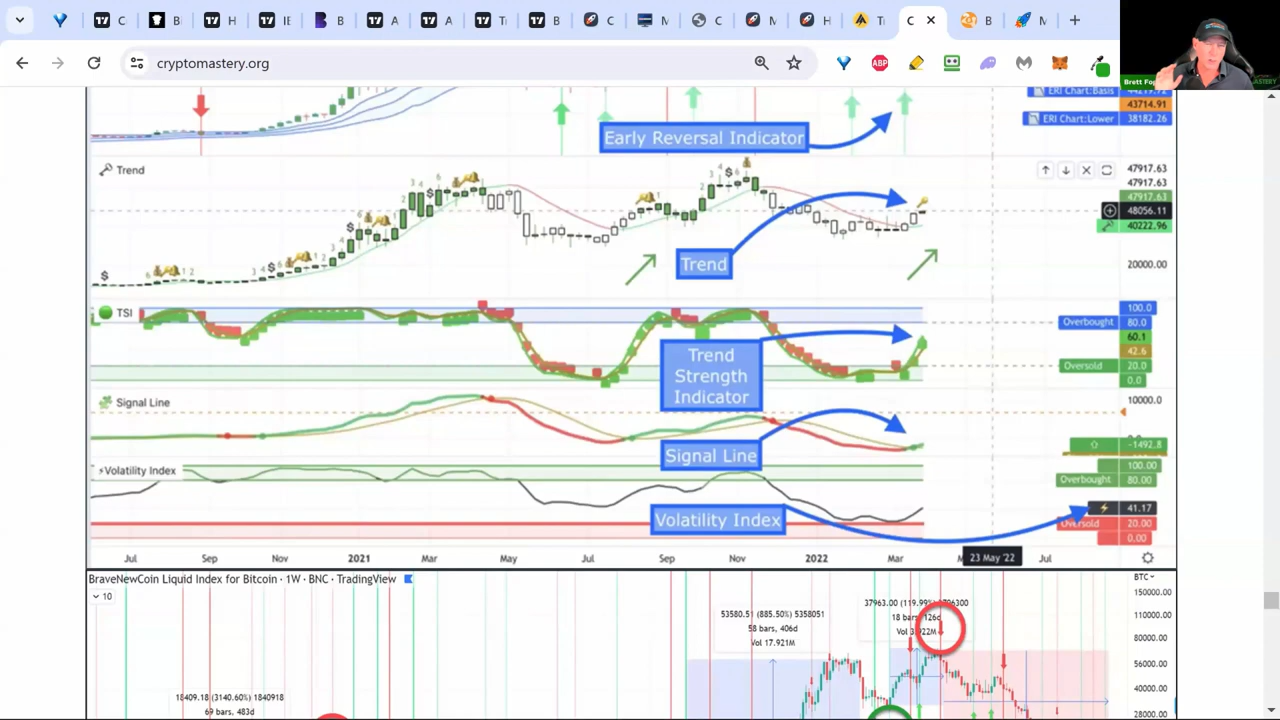 H
B
IE
B
A
A
T
B
C
M
C
M
H
T
C
B
M
cryptomastery.org
ABP
Brett Fog
ASTERY
ERI Chart:Basis
43714.91
ERI Chart:Lower 38182.26
Early Reversal Indicator
Trend
47917.63
47917.63
47917.63
48056.11
40222.96
20000.00
Trend
TSI
100.0
Overbought 80.0
60.1
42.6
Oversold 20.0
0.0
Trend
Strength
Indicator
Signal Line
10000.0
-1492.8
Signal Line
Volatility Index
100.00
Overbought 80.00
41.17
Oversold 20.00
0.00
Volatility Index
Jul Sep Nov 2021 Mar May Jul Sep Nov 2022 Mar 23 May '22 Jul
BraveNewCoin Liquid Index for Bitcoin · 1W · BNC · TradingView
BTC
10
150000.00
110000.00
80000.00
56000.00
40000.00
28000.00
53580.51 (885.50%) 5358051
58 bars, 406d
Vol 17.921M
37963.00 (119.99%)
18 bars, 126d
18409.18 (3140.60%) 1840918
69 bars, 483d